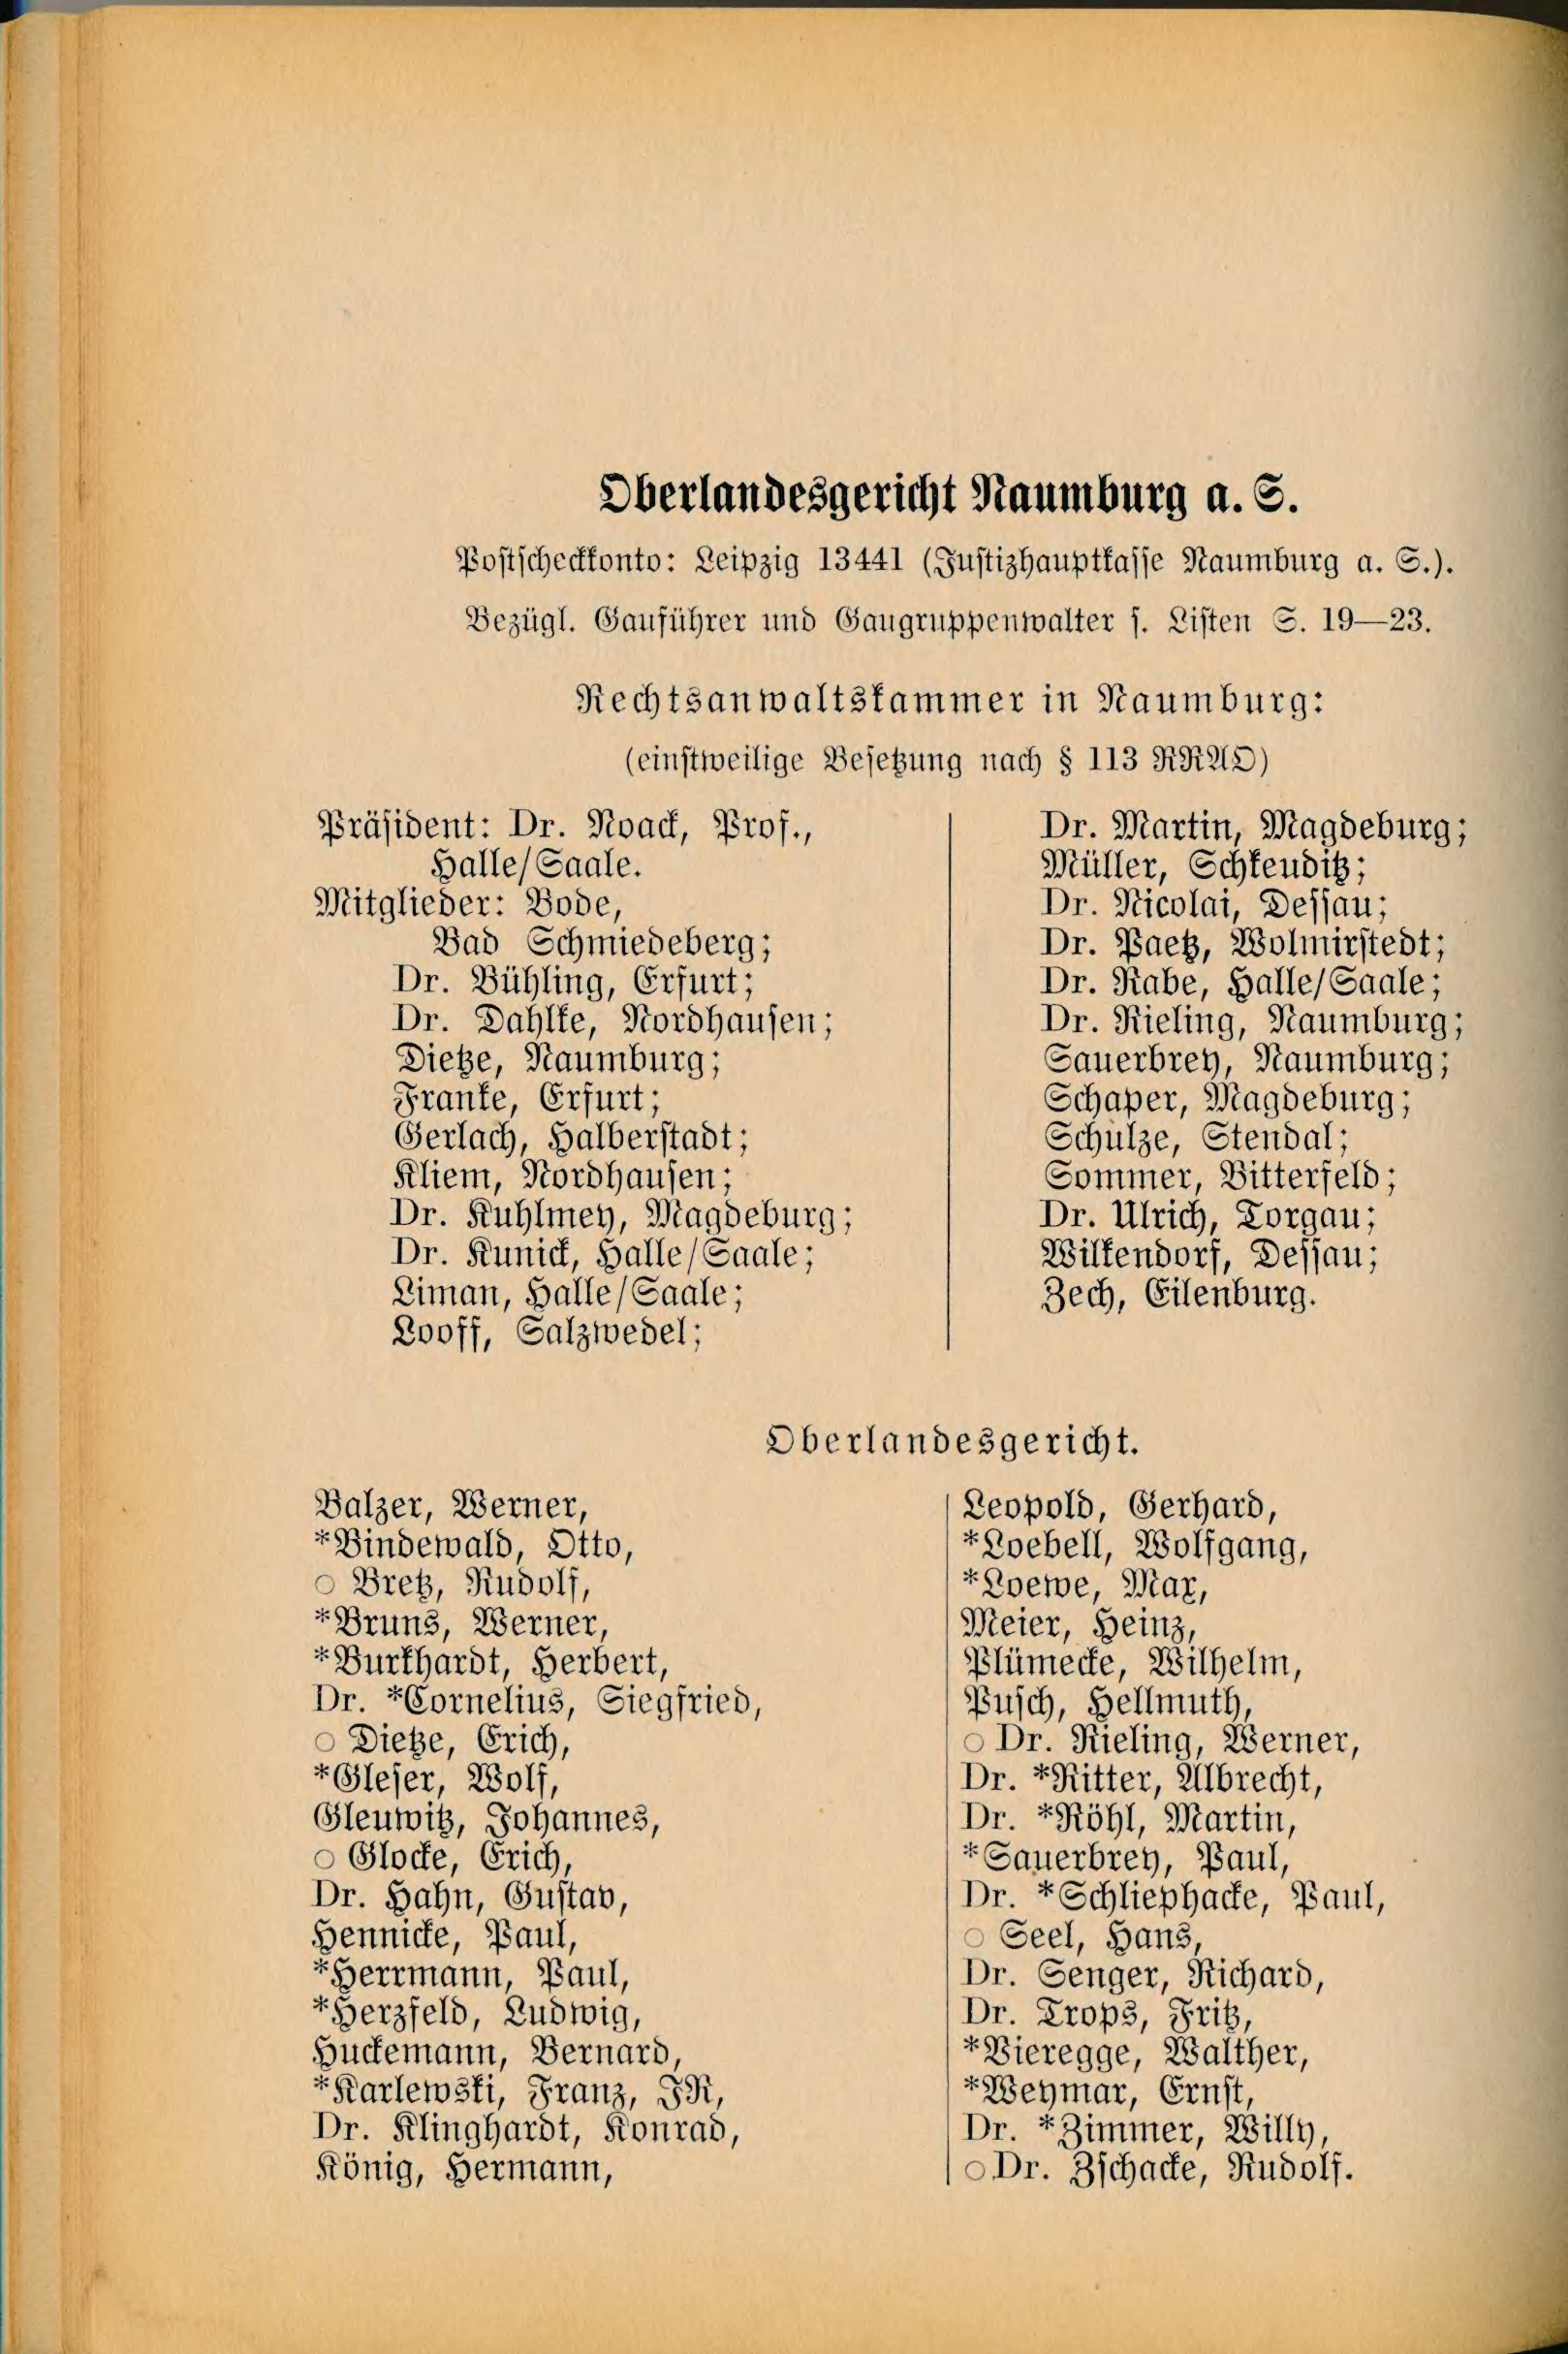 Oberlandesgericht Naumburg a. S.
Postscheckkonto: Leipzig 13441 (Justizhauptkasse Naumburg a. S.).
Bezügl. Gauführer und Gaugruppenwalter s. Listen S. 19—23.
Rechtsanwaltskammer in Naumburg:
(einstweilige Besetzung nach § 113 RRAO)
Präsident: Dr. Noack, Prof.,
Halle/Saale.
Mitglieder: Bode,
Bad Schmiedeberg;
Dr. Bühling, Erfurt;
Dr. Dahlke, Nordhausen;
Dietze, Naumburg;
Franke, Erfurt;
Gerlach, Halberstadt;
Kliem, Nordhausen;
Dr. Kuhlmey, Magdeburg;
Dr. Kunick, Halle/Saale;
Liman, Halle/Saale;
Looff, Salzwedel;
Dr. Martin, Magdeburg;
Müller, Schkeuditz;
Dr. Nicolai, Dessau;
Dr. Paetz, Wolmirstedt;
Dr. Rabe, Halle/Saale;
Dr. Rieling, Naumburg;
Sauerbrey, Naumburg;
Schaper, Magdeburg;
Schulze, Stendal;
Sommer, Bitterfeld;
Dr. Ulrich, Torgau;
Wilkendorf, Dessau;
Zech, Eilenburg.
Oberlandesgericht.
Balzer, Werner,
*Bindewald, Otto,
○ Bretz, Rudolf,
*Bruns, Werner,
*Burkhardt, Herbert,
Dr. *Cornelius, Siegfried,
○ Dietze, Erich,
*Gleser, Wolf,
Gleuwitz, Johannes,
○ Glocke, Erich,
Dr. Hahn, Gustav,
Hennicke, Paul,
*Herrmann, Paul,
*Herzfeld, Ludwig,
Huckemann, Bernard,
*Karlewski, Franz, JR,
Dr. Klinghardt, Konrad,
König, Hermann,
Leopold, Gerhard,
*Loebell, Wolfgang,
*Loewe, Max,
Meier, Heinz,
Plümecke, Wilhelm,
Pusch, Hellmuth,
○ Dr. Rieling, Werner,
Dr. *Ritter, Albrecht,
Dr. *Röhl, Martin,
*Sauerbrey, Paul,
Dr. *Schliephacke, Paul,
○ Seel, Hans,
Dr. Senger, Richard,
Dr. Trops, Fritz,
*Vieregge, Walther,
*Weymar, Ernst,
Dr. *Zimmer, Willy,
○ Dr. Zschacke, Rudolf.